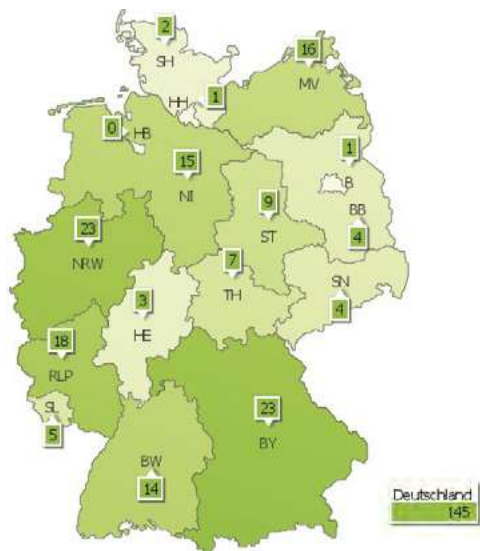 2
SH
16
MV
HH
1
0
HB
1
15
B
NI
9
BB
ST
4
23
NRW
7
TH
SN
3
4
HE
18
RLP
SL
5
23
BY
BW
14
Deutschland
145